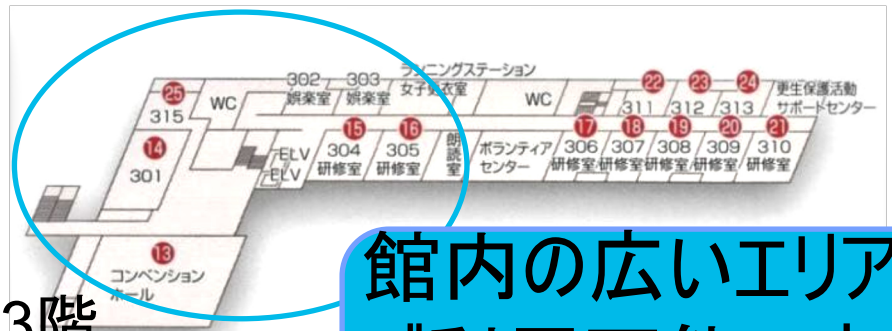 ランニングステーション
302
娯楽室
303
娯楽室
女子更衣室
WC
WC
22
311
23
312
24
313
更生保護活動
サポートセンター
25
315
14
301
ELV
ELV
15
304
研修室
16
305
研修室
朗読室
ボランティア
センター
17
306
研修室
18
307
研修室
19
308
研修室
20
309
研修室
21
310
研修室
13
コンベンション
ホール
3階
館内の広いエリア